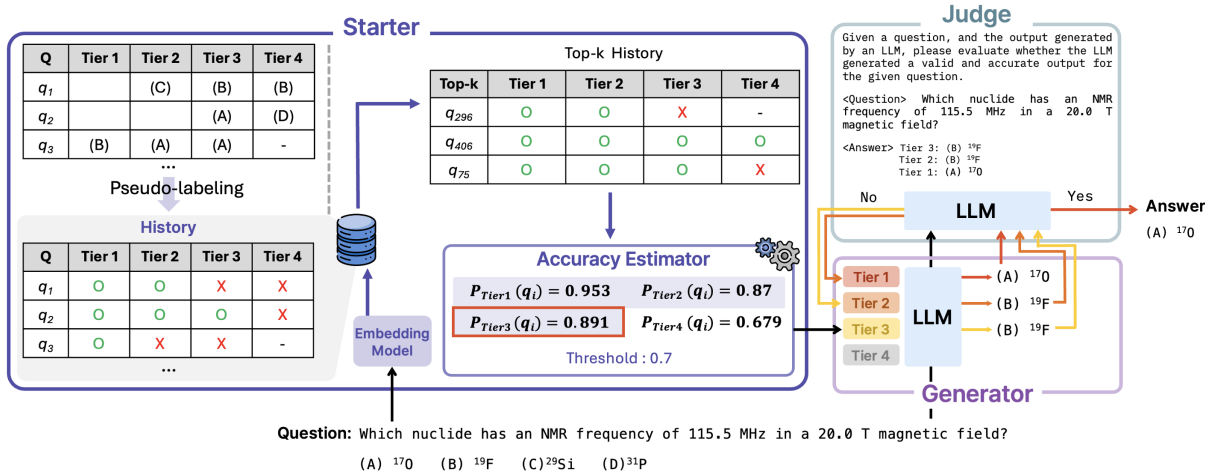 Starter
Q Tier 1 Tier 2 Tier 3 Tier 4
q1 (C) (B) (B)
q2 (A) (D)
q3 (B) (A) (A) -
...
Pseudo-labeling
History
Q Tier 1 Tier 2 Tier 3 Tier 4
q1 O O X X
q2 O O O X
q3 O X X -
...
Embedding
Model
Top-k History
Top-k Tier 1 Tier 2 Tier 3 Tier 4
q296 O O X -
q406 O O O O
q75 O O O X
Accuracy Estimator
PTier1 (qi) = 0.953 PTier2 (qi) = 0.87
PTier3 (qi) = 0.891 PTier4 (qi) = 0.679
Threshold : 0.7
Judge
Given a question, and the output generated
by an LLM, please evaluate whether the LLM
generated a valid and accurate output for
the given question.
<Question> Which nuclide has an NMR
frequency of 115.5 MHz in a 20.0 T
magnetic field?
<Answer> Tier 3: (B) ¹⁹F
Tier 2: (B) ¹⁹F
Tier 1: (A) ¹⁷O
No LLM Yes
Answer
(A) ¹⁷O
Tier 1 (A) ¹⁷O
Tier 2 (B) ¹⁹F
Tier 3 (B) ¹⁹F
Tier 4
LLM
Generator
Question: Which nuclide has an NMR frequency of 115.5 MHz in a 20.0 T magnetic field?
(A) ¹⁷O (B) ¹⁹F (C)²⁹Si (D)³¹P